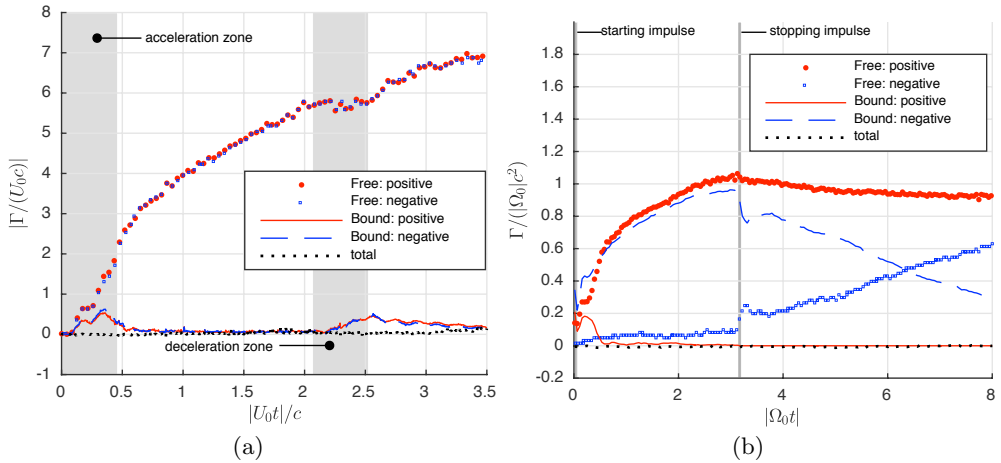 8
7
6
5
4
3
2
1
0
-1
|Γ/(U₀c)|
acceleration zone
Free: positive
Free: negative
Bound: positive
Bound: negative
total
deceleration zone
0
0.5
1
1.5
2
2.5
3
3.5
|U₀t|/c
(a)
1.8
1.6
1.4
1.2
1
0.8
0.6
0.4
0.2
0
-0.2
Γ/(|Ω₀|c²)
starting impulse
stopping impulse
Free: positive
Free: negative
Bound: positive
Bound: negative
total
0
2
4
6
8
|Ω₀t|
(b)